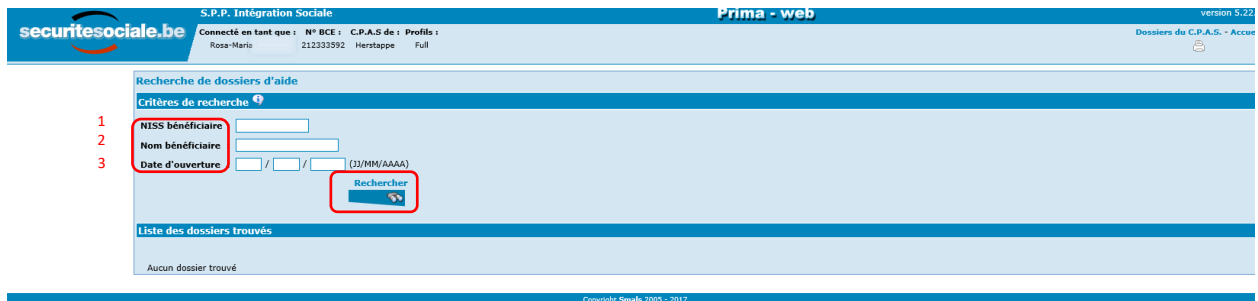 S.P.P. Intégration Sociale
Prima - web
version 5.22.
securitesociale.be
Connecté en tant que : N° BCE : C.P.A.S de : Profils :
Rosa-Maria 212333592 Herstappe Full
Dossiers du C.P.A.S. - Accue
Recherche de dossiers d'aide
Critères de recherche
1 NISS bénéficiaire
2 Nom bénéficiaire
3 Date d'ouverture / / (JJ/MM/AAAA)
Rechercher
Liste des dossiers trouvés
Aucun dossier trouvé
Copyright Smals 2005 - 2017